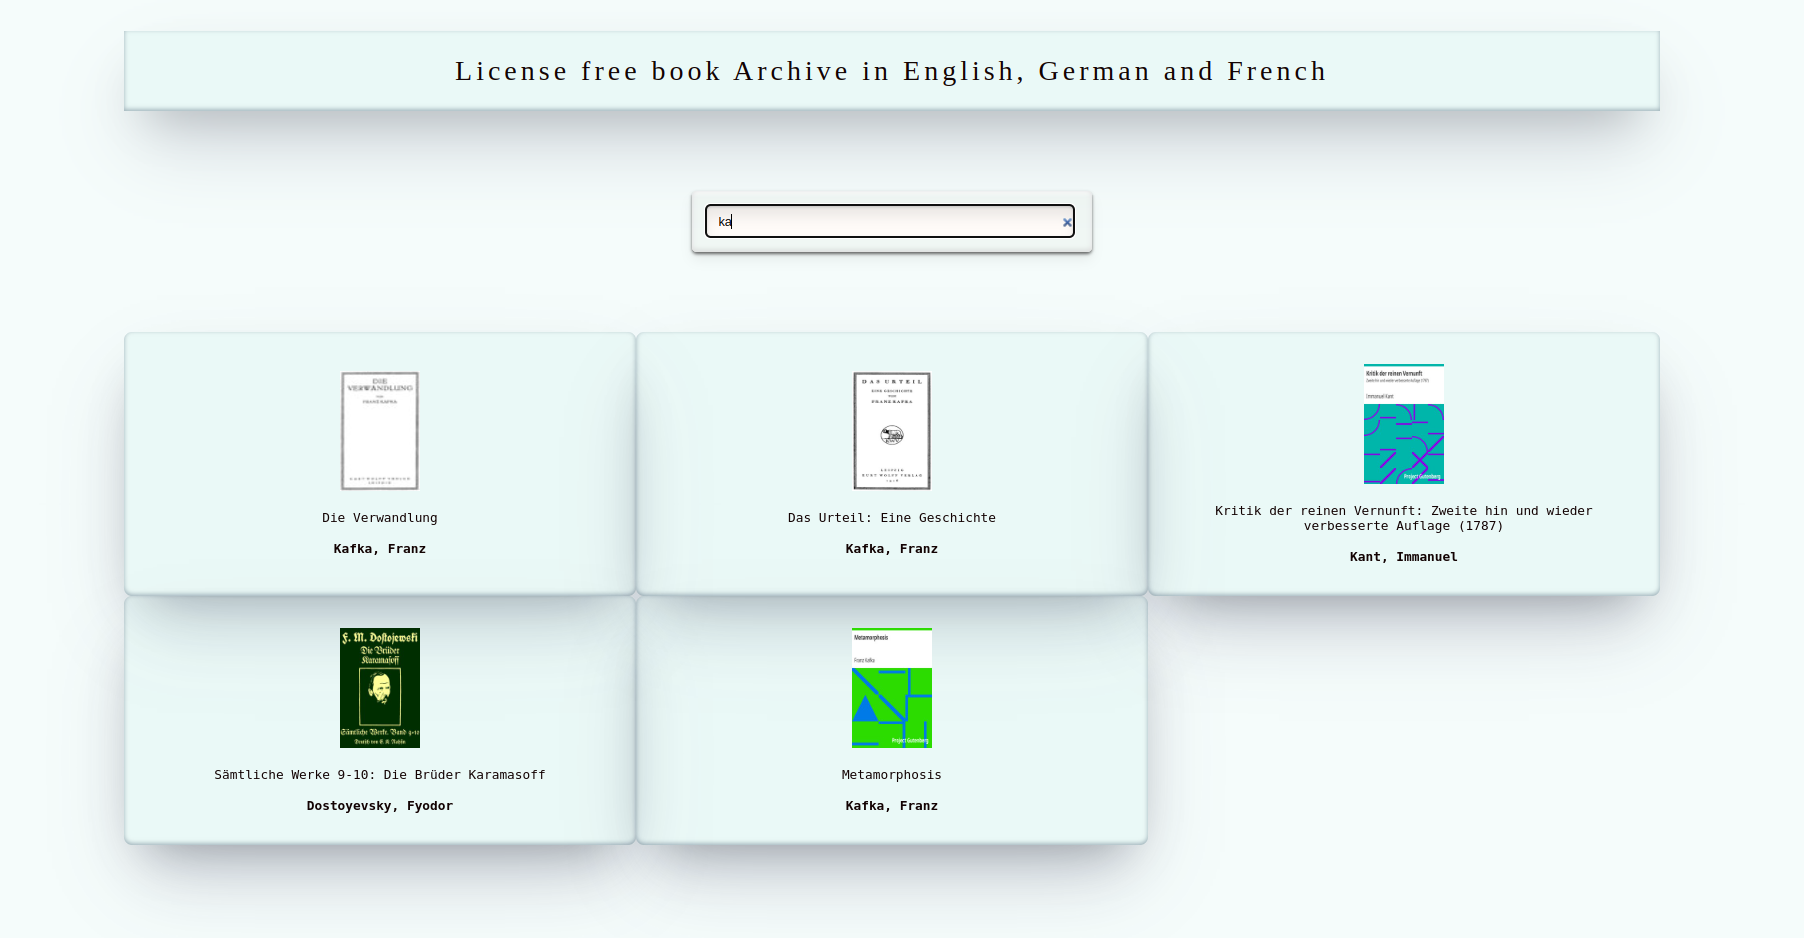 License free book Archive in English, German and French
ka
DIE
VERWANDLUNG
VON
FRANZ KAFKA
KURT WOLFF VERLAG
LEIPZIG
Die Verwandlung
Kafka, Franz
DAS URTEIL
EINE GESCHICHTE
VON
FRANZ KAFKA
LEIPZIG
KURT WOLFF VERLAG
Das Urteil: Eine Geschichte
Kafka, Franz
Kritik der reinen Vernunft
Zweite hin und wieder verbesserte Auflage (1787)
Immanuel Kant
Project Gutenberg
Kritik der reinen Vernunft: Zweite hin und wieder
verbesserte Auflage (1787)
Kant, Immanuel
F. M. Dostojewski
Die Brüder
Karamasoff
Sämtliche Werke. Band 9-10
Deutsch von E. K. Rahsin
Sämtliche Werke 9-10: Die Brüder Karamasoff
Dostoyevsky, Fyodor
Metamorphosis
Franz Kafka
Project Gutenberg
Metamorphosis
Kafka, Franz